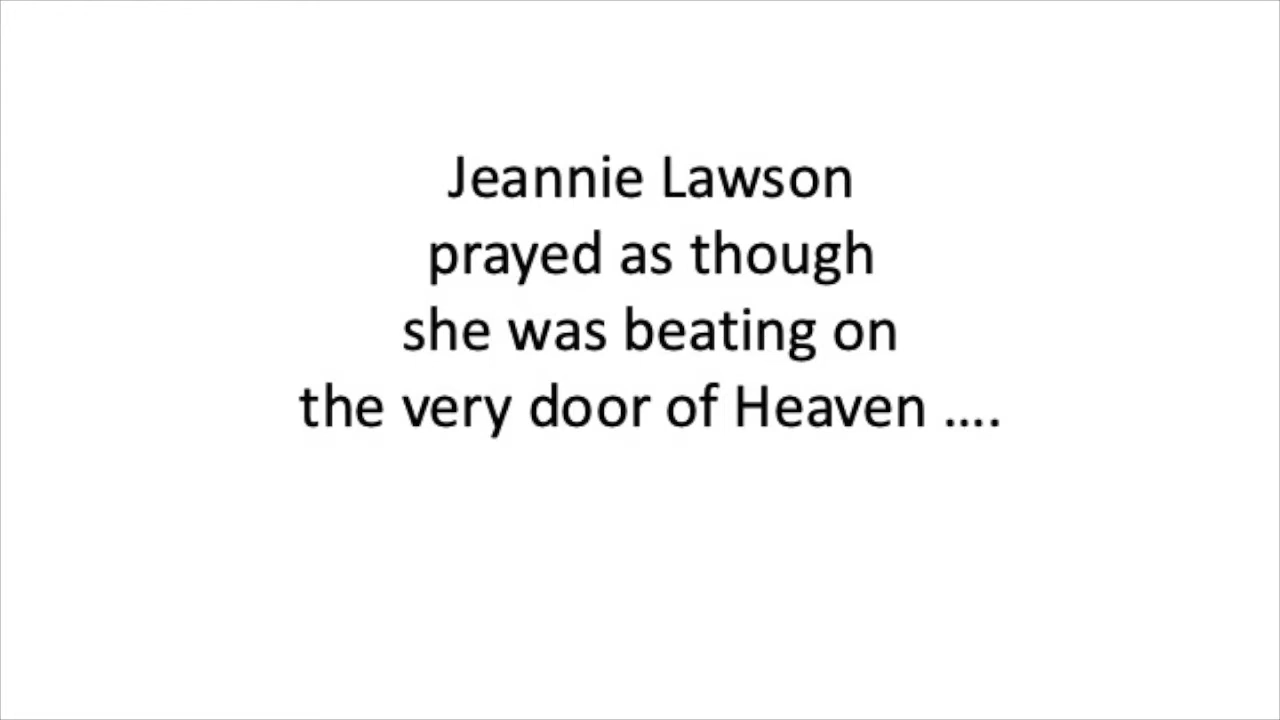 Jeannie Lawson
prayed as though
she was beating on
the very door of Heaven ....